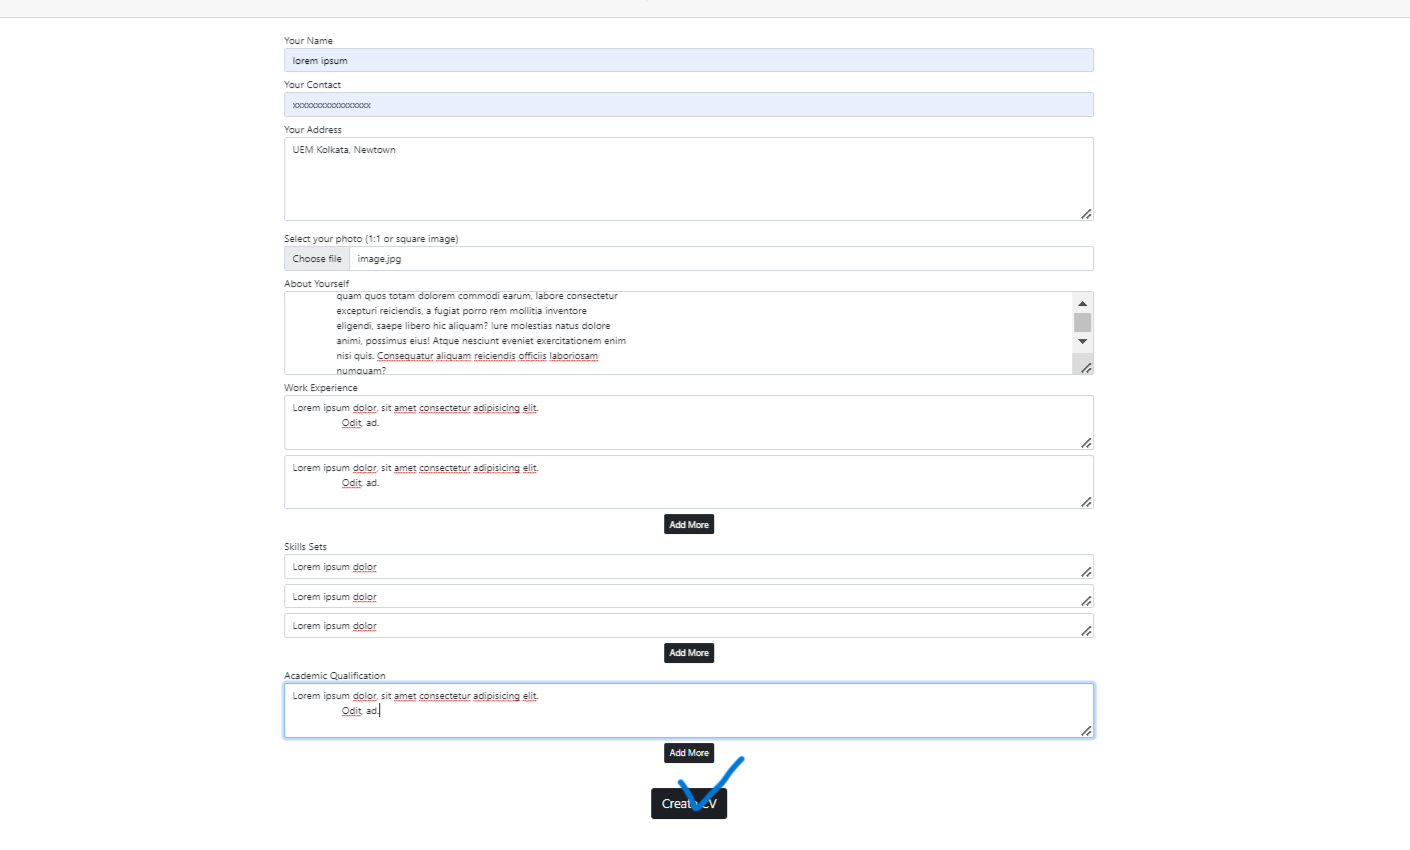 Your Name
lorem ipsum
Your Contact
Your Address
UEM Kolkata, Newtown
Select your photo (1:1 or square image)
Choose file image.jpg
About Yourself
quam quos totam dolorem commodi earum, labore consectetur
excepturi reiciendis, a fugiat porro rem mollitia inventore
eligendi, saepe libero hic aliquam? Iure molestias natus dolore
animi, possimus eius! Atque nesciunt eveniet exercitationem enim
nisi quis. Consequatur aliquam reiciendis officiis laboriosam
numquam?
Work Experience
Lorem ipsum dolor, sit amet consectetur adipisicing elit.
Odit, ad.
Lorem ipsum dolor, sit amet consectetur adipisicing elit.
Odit, ad.
Add More
Skills Sets
Lorem ipsum dolor
Lorem ipsum dolor
Lorem ipsum dolor
Add More
Academic Qualification
Lorem ipsum dolor, sit amet consectetur adipisicing elit.
Odit, ad.
Add More
Create CV